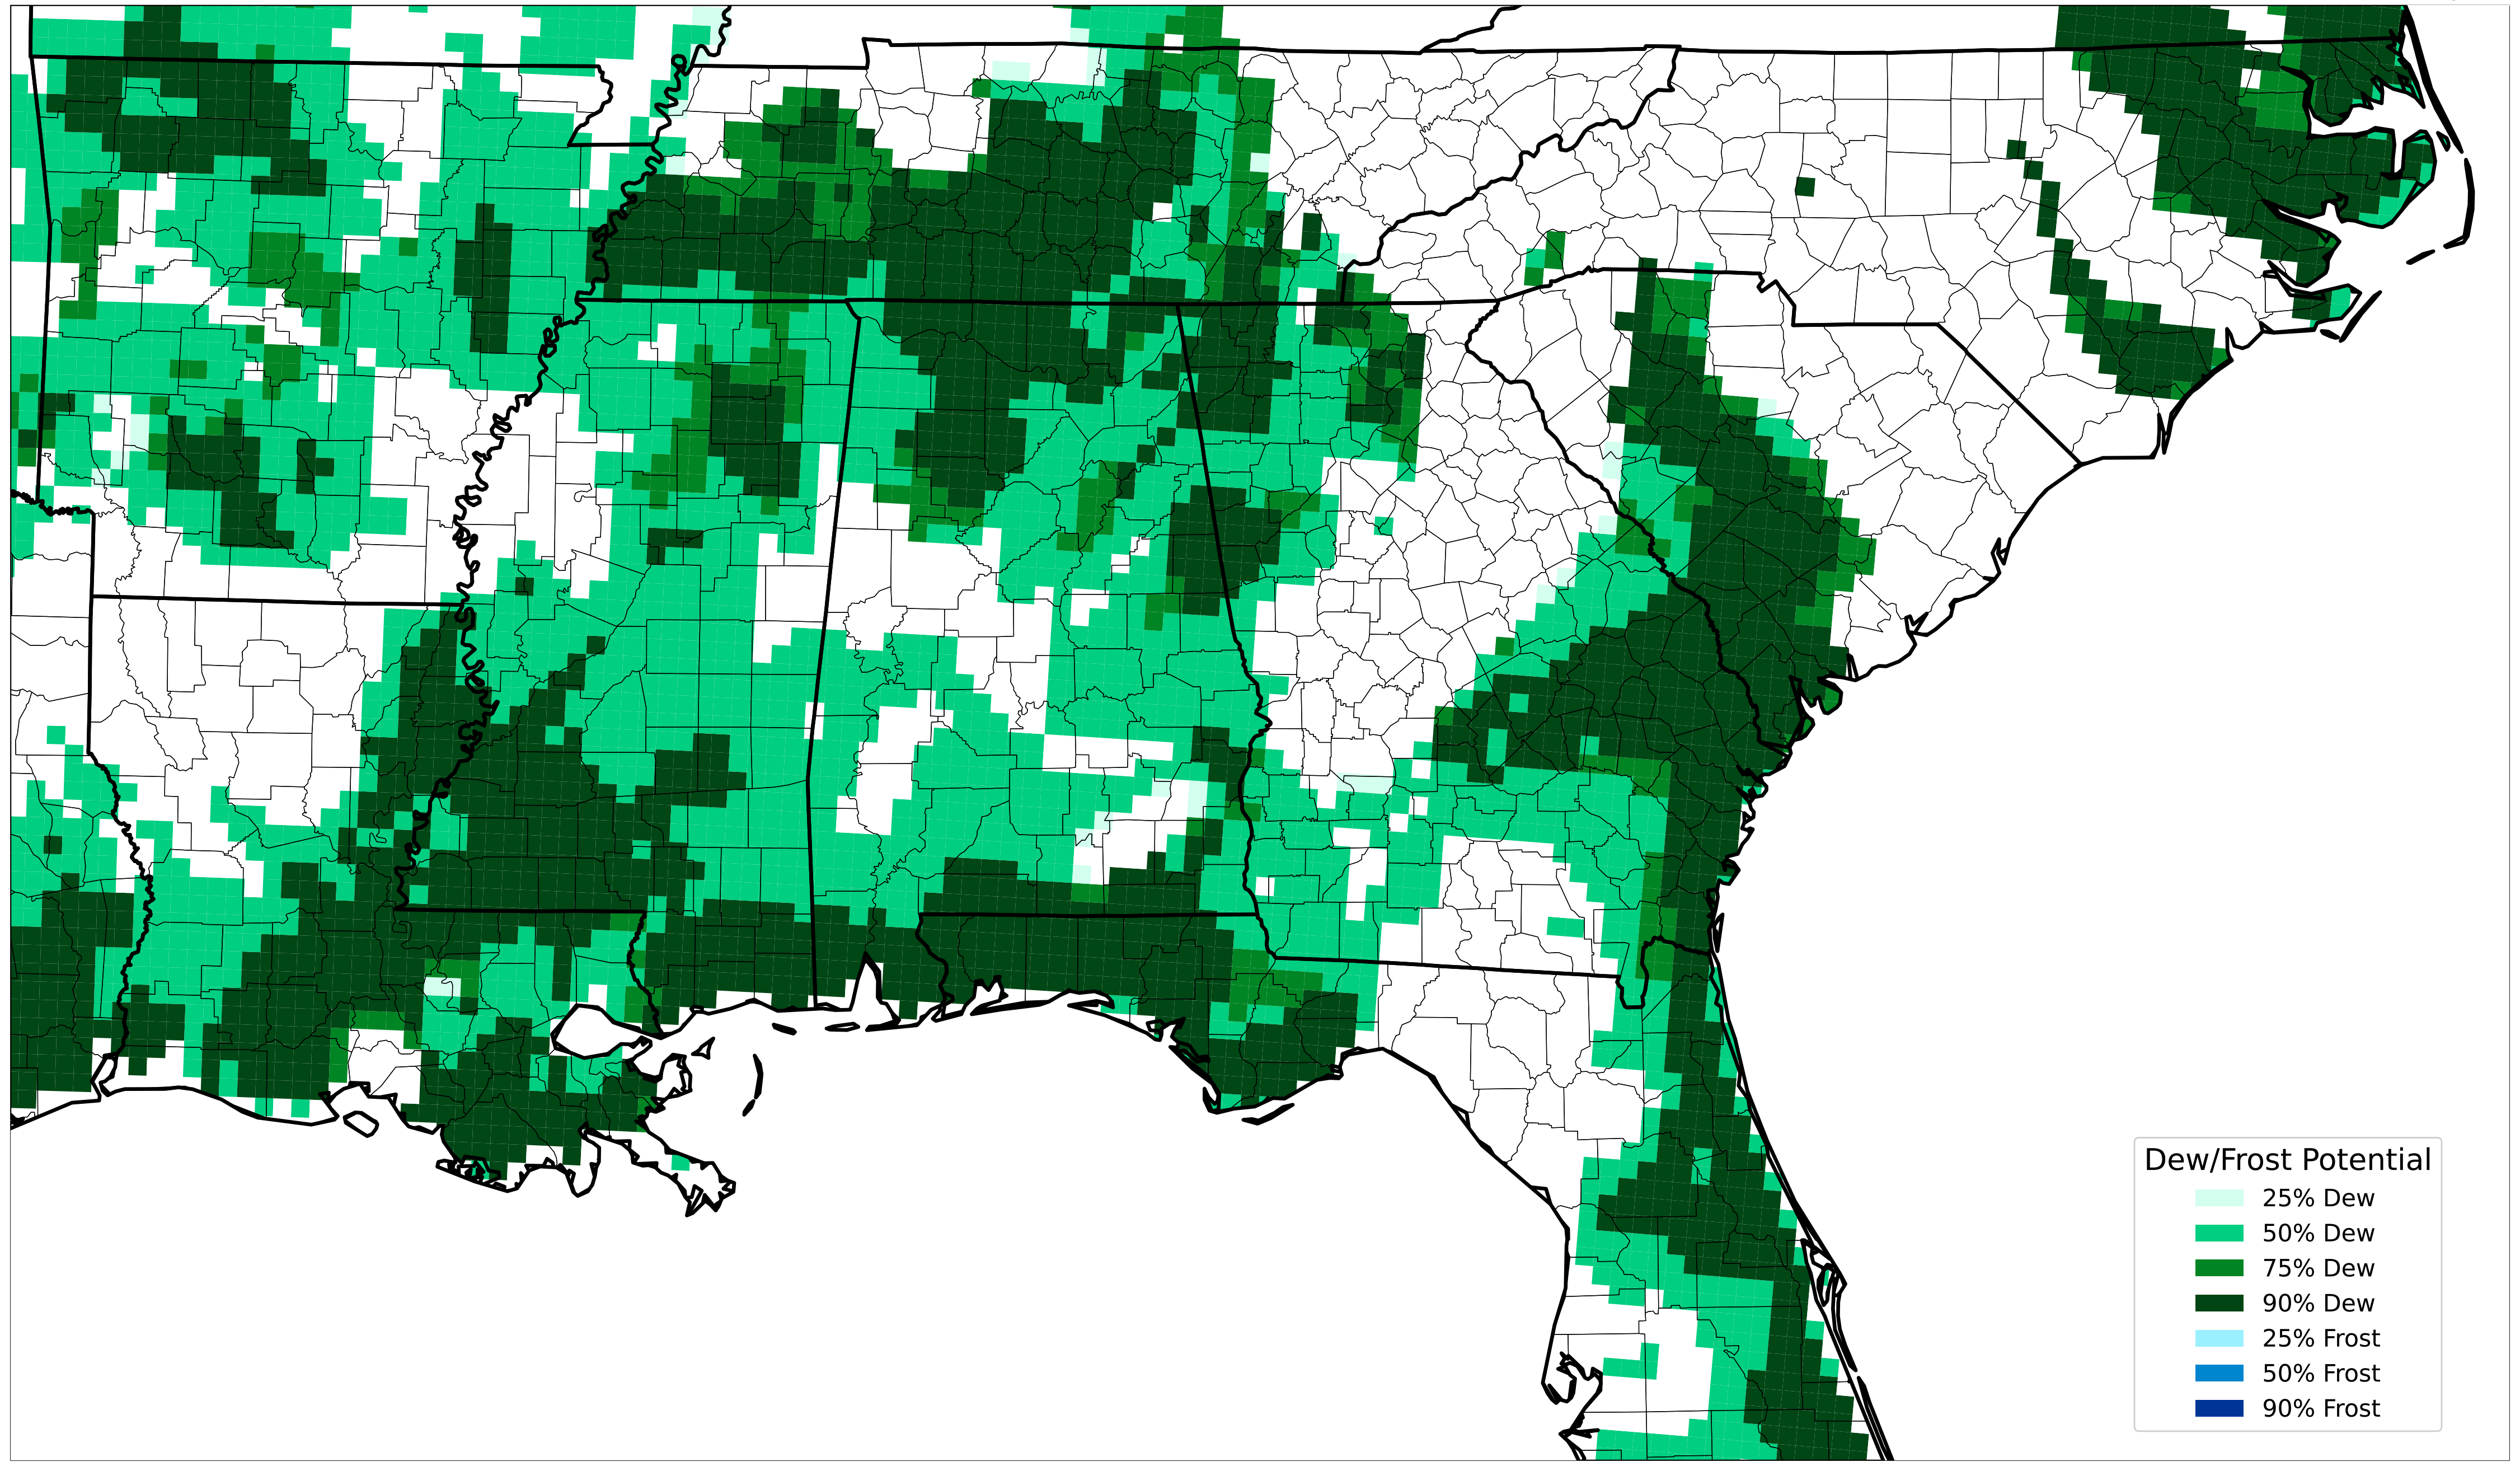 Dew/Frost Potential
25% Dew
50% Dew
75% Dew
90% Dew
25% Frost
50% Frost
90% Frost